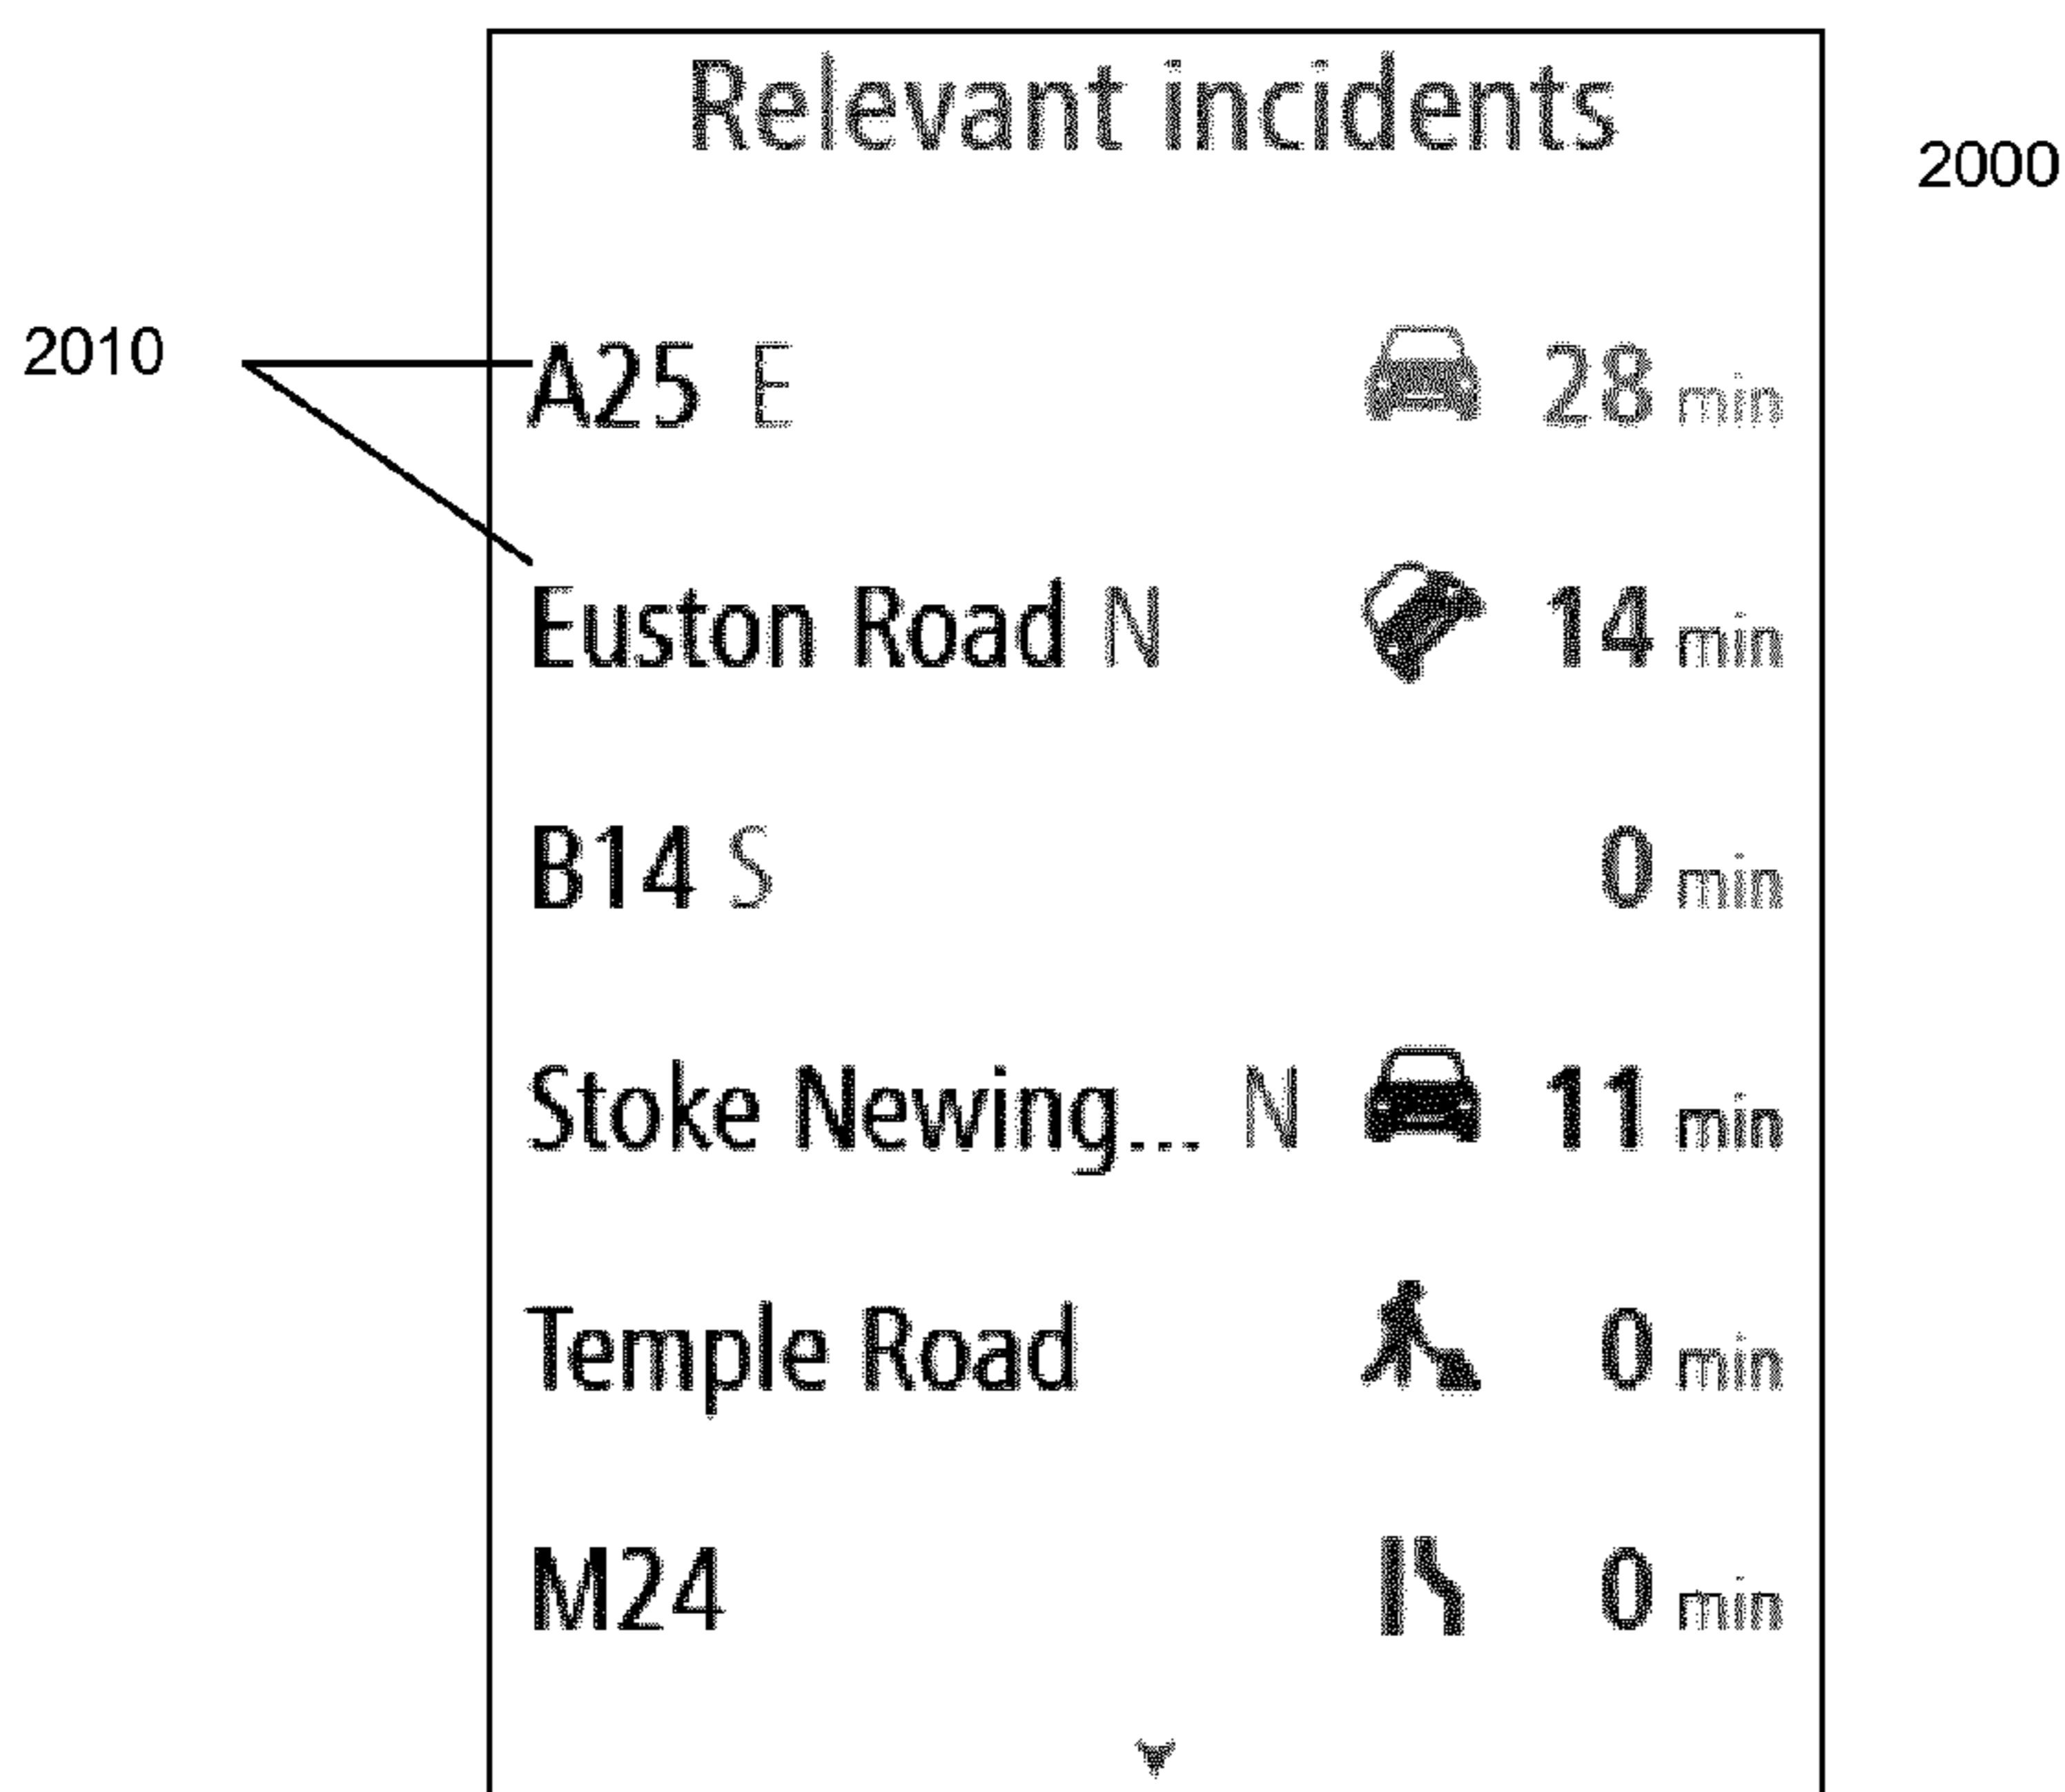 Relevant incidents
2000
2010
A25 E 28 min
Euston Road N 14 min
B14 S 0 min
Stoke Newing... N 11 min
Temple Road 0 min
M24 0 min